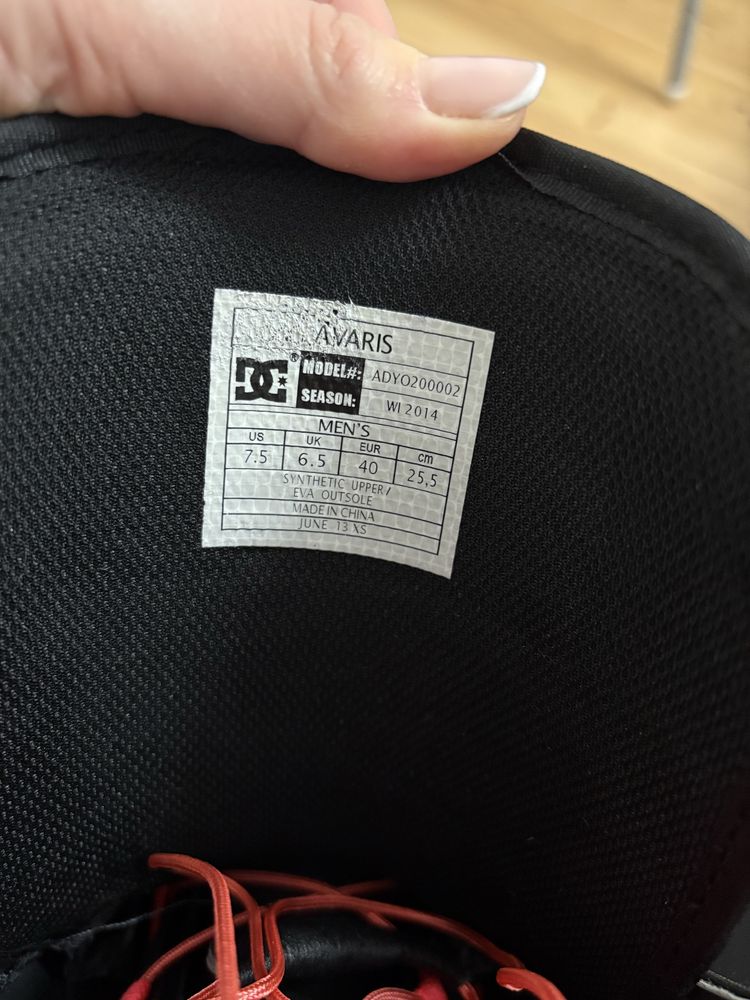 AVARIS
DC ® MODEL#: ADYO200002
SEASON: WI 2014
MEN'S
US UK EUR cm
7.5 6.5 40 25,5
SYNTHETIC UPPER/
EVA OUTSOLE
MADE IN CHINA
JUNE 13 XS